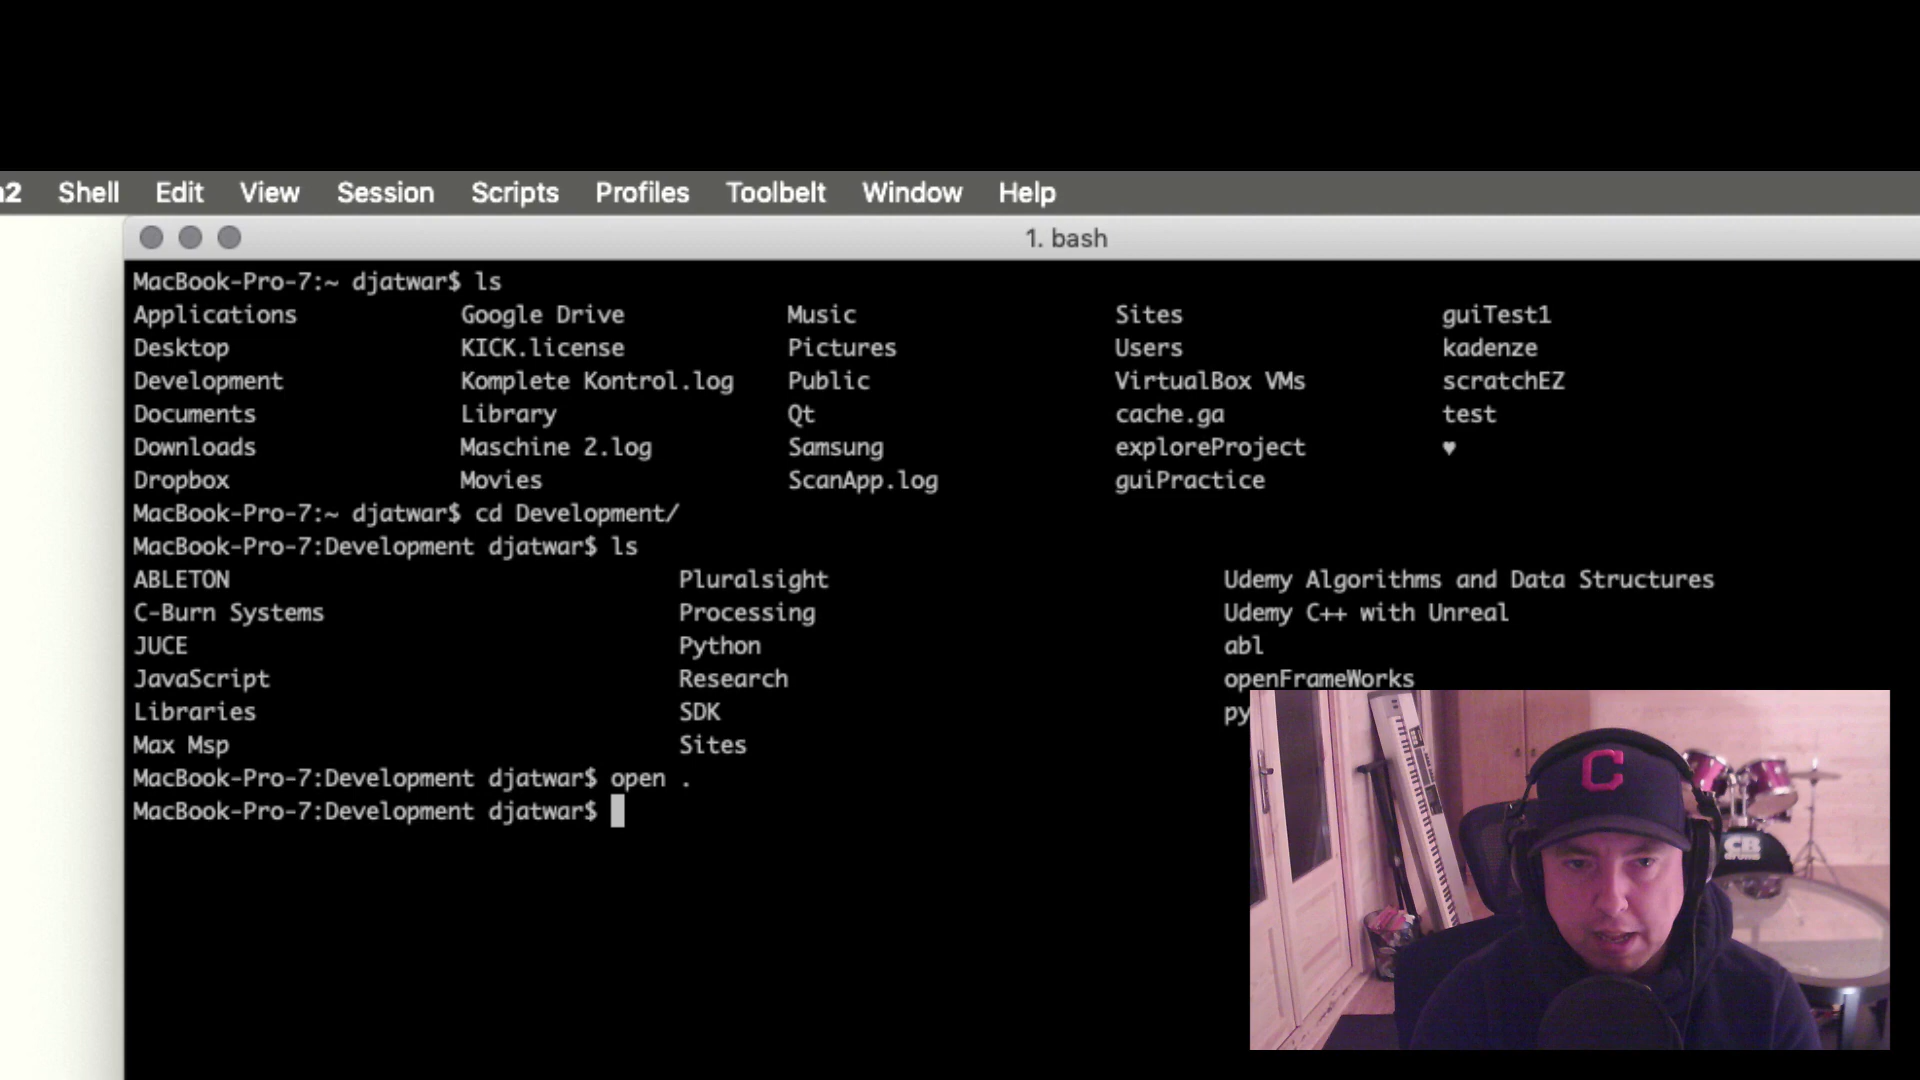 Shell Edit View Session Scripts Profiles Toolbelt Window Help
1. bash
MacBook-Pro-7:~ djatwar$ ls
Applications Google Drive Music Sites guiTest1
Desktop KICK.license Pictures Users kadenze
Development Komplete Kontrol.log Public VirtualBox VMs scratchEZ
Documents Library Qt cache.ga test
Downloads Maschine 2.log Samsung exploreProject ♥
Dropbox Movies ScanApp.log guiPractice
MacBook-Pro-7:~ djatwar$ cd Development/
MacBook-Pro-7:Development djatwar$ ls
ABLETON Pluralsight Udemy Algorithms and Data Structures
C-Burn Systems Processing Udemy C++ with Unreal
JUCE Python abl
JavaScript Research openFrameWorks
Libraries SDK py
Max Msp Sites
MacBook-Pro-7:Development djatwar$ open .
MacBook-Pro-7:Development djatwar$
C
CB
drums